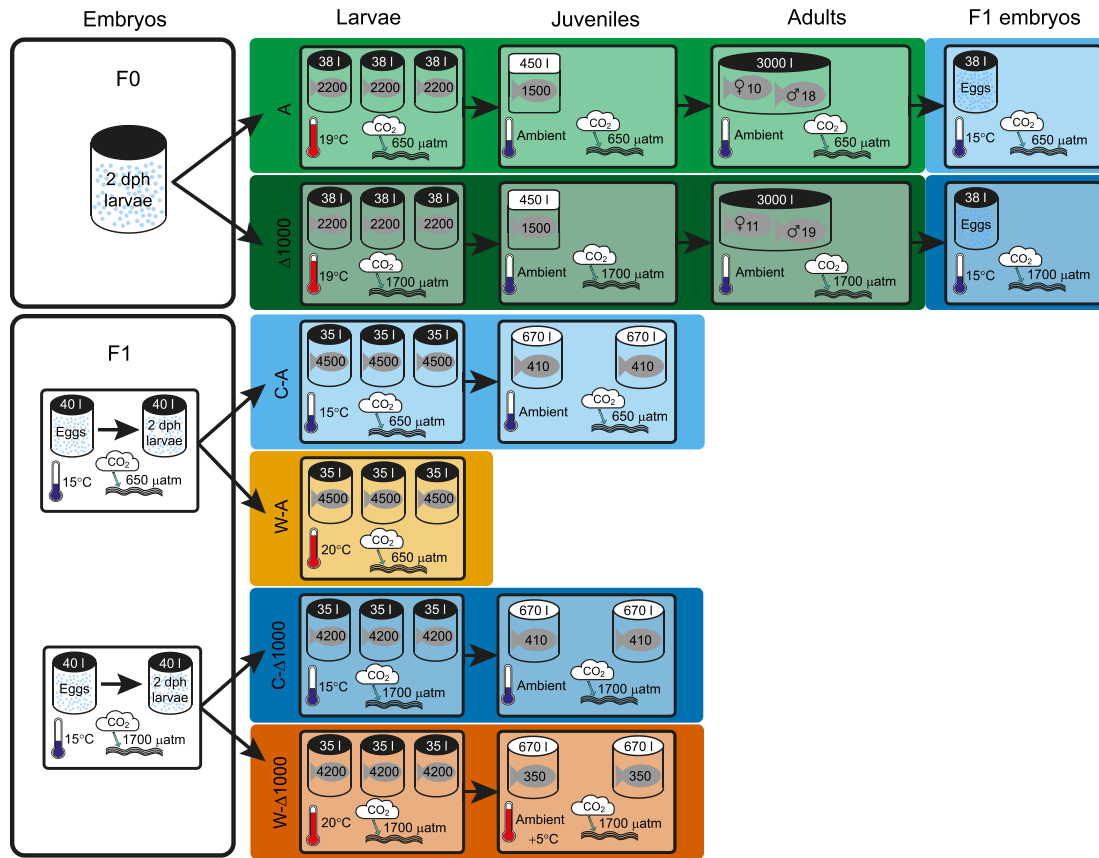 Embryos
Larvae
Juveniles
Adults
F1 embryos
F0
2 dph
larvae
A
38 l
38 l
38 l
2200
2200
2200
19°C
CO2
650 μatm
450 l
1500
Ambient
CO2
650 μatm
3000 l
♀10
♂18
Ambient
CO2
650 μatm
38 l
Eggs
15°C
CO2
650 μatm
Δ1000
38 l
38 l
38 l
2200
2200
2200
19°C
CO2
1700 μatm
450 l
1500
Ambient
CO2
1700 μatm
3000 l
♀11
♂19
Ambient
CO2
1700 μatm
38 l
Eggs
15°C
CO2
1700 μatm
F1
40 l
Eggs
40 l
2 dph
larvae
15°C
CO2
650 μatm
C-A
35 l
35 l
35 l
4500
4500
4500
15°C
CO2
650 μatm
670 l
670 l
410
410
Ambient
CO2
650 μatm
W-A
35 l
35 l
35 l
4500
4500
4500
20°C
CO2
650 μatm
40 l
Eggs
40 l
2 dph
larvae
15°C
CO2
1700 μatm
C-Δ1000
35 l
35 l
35 l
4200
4200
4200
15°C
CO2
1700 μatm
670 l
670 l
410
410
Ambient
CO2
1700 μatm
W-Δ1000
35 l
35 l
35 l
4200
4200
4200
20°C
CO2
1700 μatm
670 l
670 l
350
350
Ambient
+5°C
CO2
1700 μatm